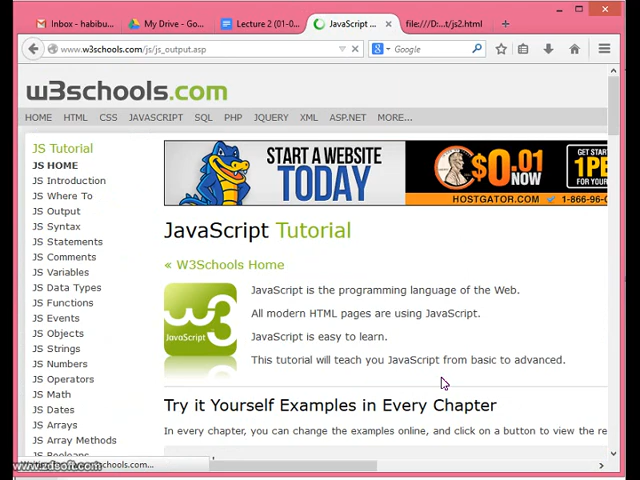 Inbox - habibu...
My Drive - Go...
Lecture 2 (01-0...
JavaScript ...
file:///D:...t/js2.html
www.w3schools.com/js/js_output.asp
Google
w3schools.com
HOME HTML CSS JAVASCRIPT SQL PHP JQUERY XML ASP.NET MORE...
JS Tutorial
JS HOME
JS Introduction
JS Where To
JS Output
JS Syntax
JS Statements
JS Comments
JS Variables
JS Data Types
JS Functions
JS Events
JS Objects
JS Strings
JS Numbers
JS Operators
JS Math
JS Dates
JS Arrays
JS Array Methods
JS Booleans
START A WEBSITE
TODAY
$0.01
NOW
GET STAR
1PE
FOR YOUR
HOSTGATOR.COM
1-866-96-
JavaScript Tutorial
« W3Schools Home
w3
JavaScript
JavaScript is the programming language of the Web.
All modern HTML pages are using JavaScript.
JavaScript is easy to learn.
This tutorial will teach you JavaScript from basic to advanced.
Try it Yourself Examples in Every Chapter
In every chapter, you can change the examples online, and click on a button to view the re
www.zdsoft.com